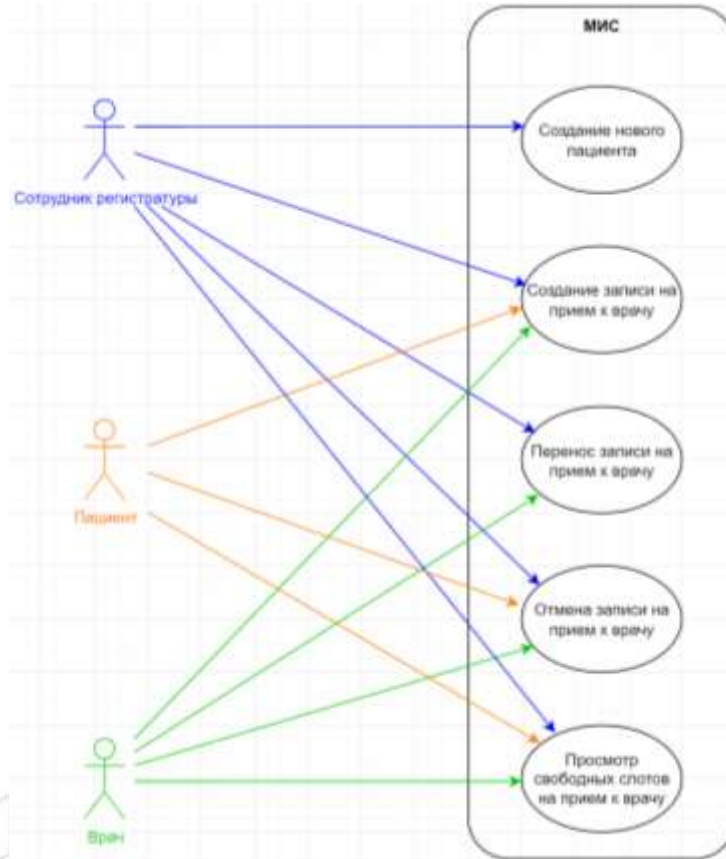 МИС
Создание нового
пациента
Сотрудник регистратуры
Создание записи на
прием к врачу
Перенос записи на
прием к врачу
Пациент
Отмена записи на
прием к врачу
Просмотр
свободных слотов
на прием к врачу
Врач